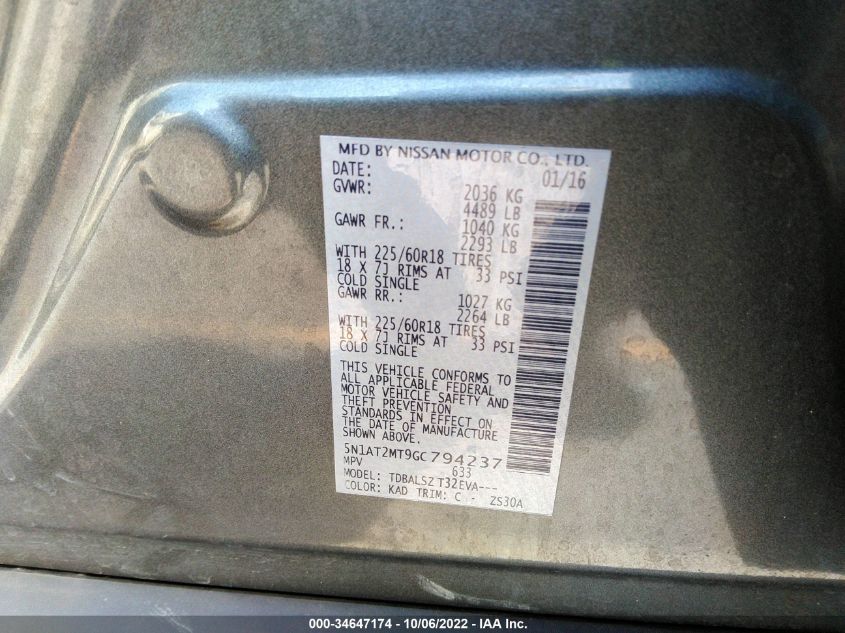 MFD BY NISSAN MOTOR CO., LTD.
DATE: 01/16
GVWR: 2036 KG
4489 LB
GAWR FR.: 1040 KG
2293 LB
WITH 225/60R18 TIRES
18 X 7J RIMS AT 33 PSI
COLD SINGLE
GAWR RR.: 1027 KG
2264 LB
WITH 225/60R18 TIRES
18 X 7J RIMS AT 33 PSI
COLD SINGLE
THIS VEHICLE CONFORMS TO
ALL APPLICABLE FEDERAL
MOTOR VEHICLE SAFETY AND
THEFT PREVENTION
STANDARDS IN EFFECT ON
THE DATE OF MANUFACTURE
SHOWN ABOVE.
5N1AT2MT9GC794237
MPV 633
MODEL: TDBALSZ T32EVA---
COLOR: KAD TRIM: C - ZS30A
000-34647174 - 10/06/2022 - IAA Inc.